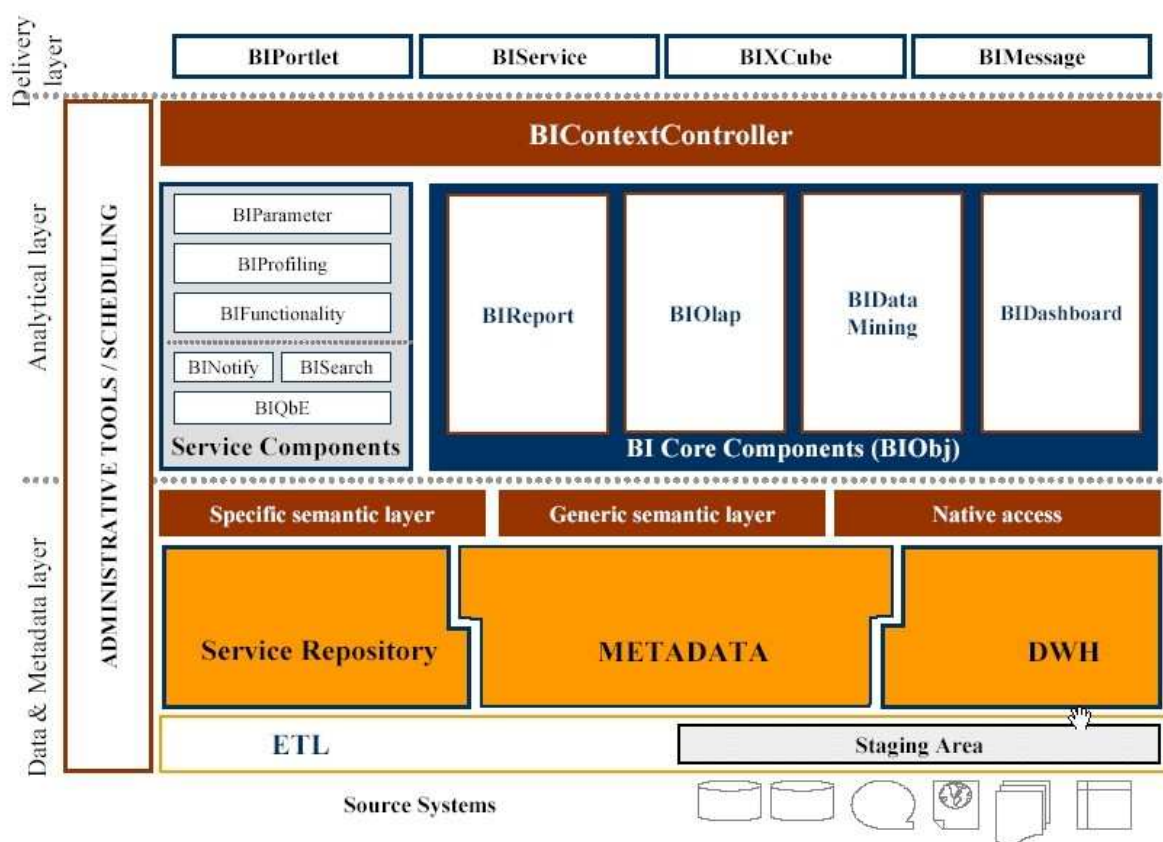 Delivery
layer
BIPortlet
BIService
BIXCube
BIMessage
Analytical layer
ADMINISTRATIVE TOOLS / SCHEDULING
BIContextController
BIParameter
BIProfiling
BIFunctionality
BINotify
BISearch
BIQbE
Service Components
BIReport
BIOlap
BIData
Mining
BIDashboard
BI Core Components (BIObj)
Data & Metadata layer
Specific semantic layer
Generic semantic layer
Native access
Service Repository
METADATA
DWH
ETL
Staging Area
Source Systems